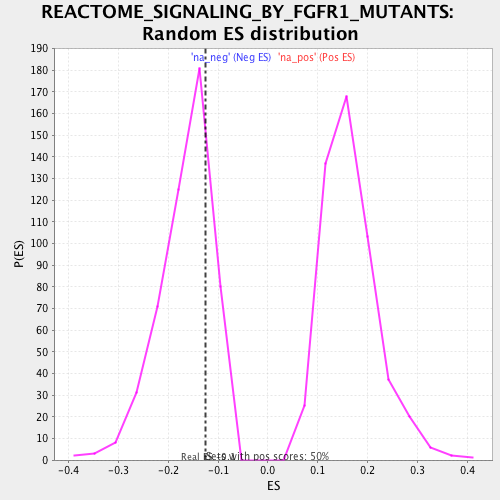 REACTOME_SIGNALING_BY_FGFR1_MUTANTS:
Random ES distribution
'na_neg' (Neg ES) 'na_pos' (Pos ES)
190
180
170
160
150
140
130
120
110
100
90
80
70
60
50
40
30
20
10
0
P(ES)
Real with pos scores: 50%
-0.4 -0.3 -0.2 -0.1 0.0 0.1 0.2 0.3 0.4
ES